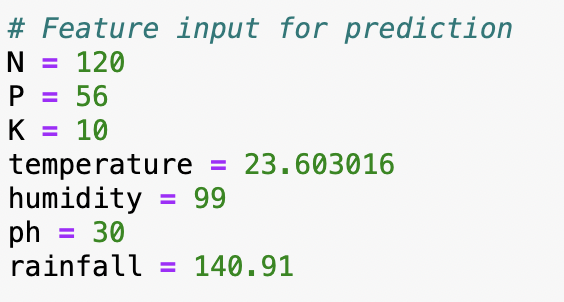 # Feature input for prediction
N = 120
P = 56
K = 10
temperature = 23.603016
humidity = 99
ph = 30
rainfall = 140.91